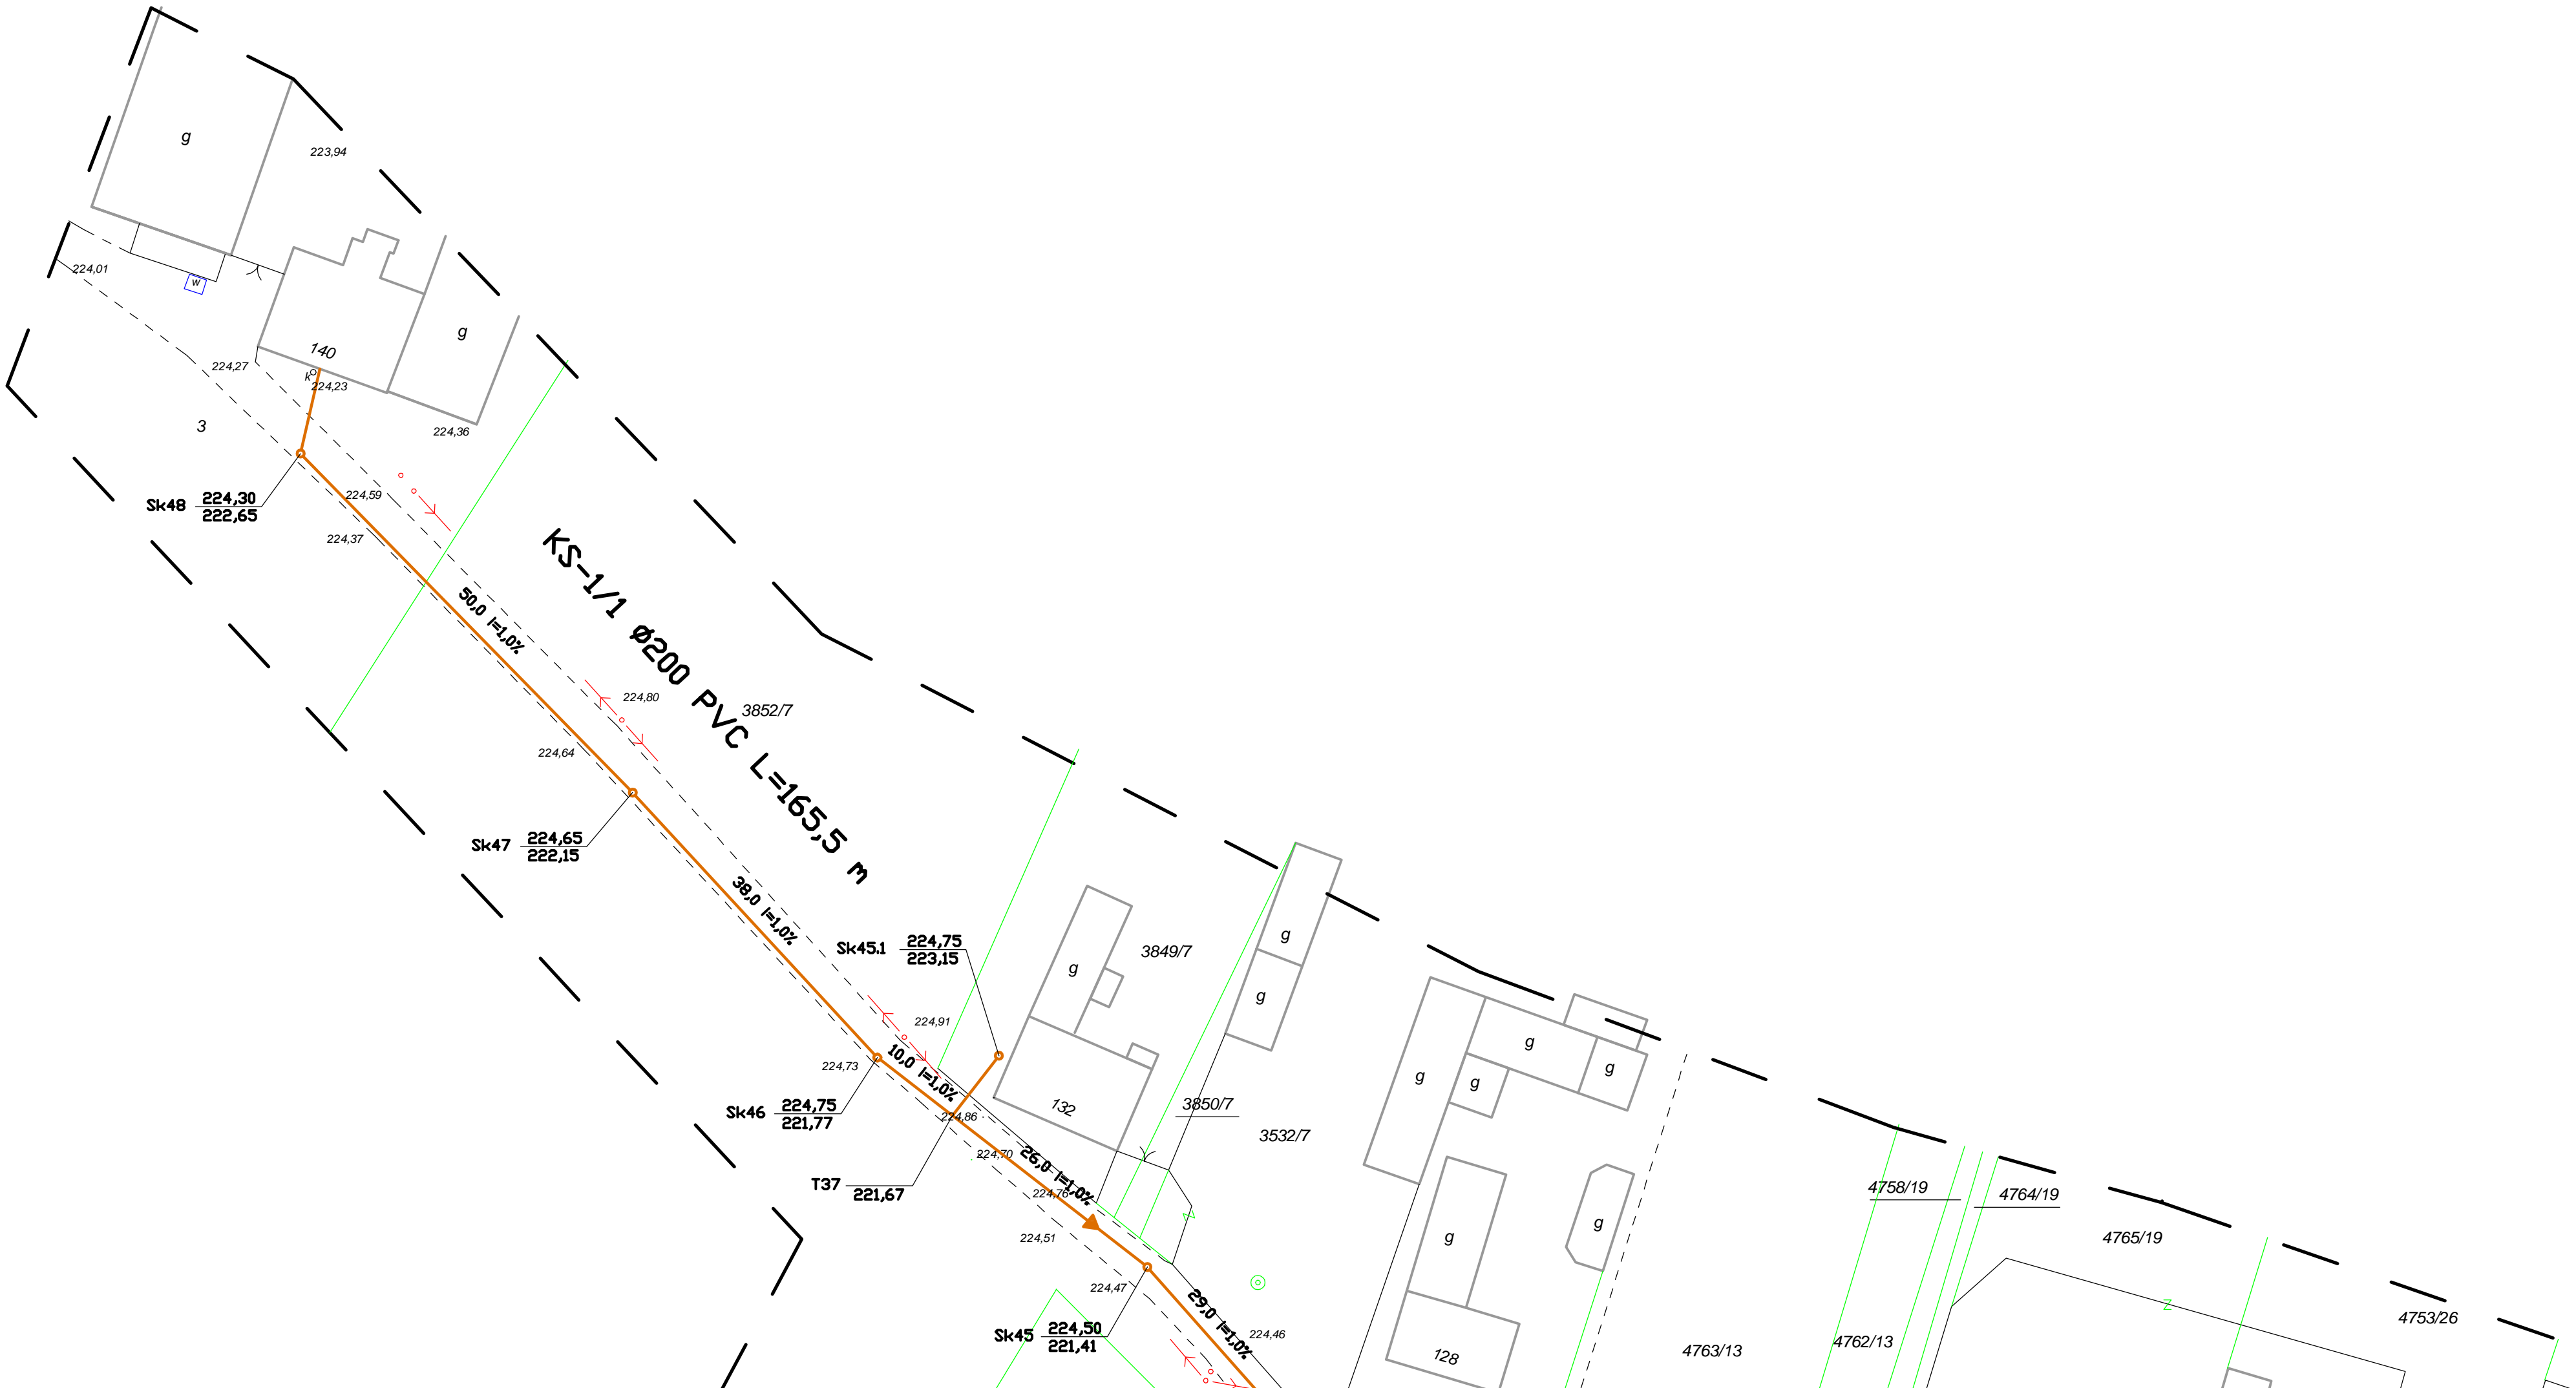 g
223,94
224,01
w
g
140
224,27
k
224,23
3
224,36
224,59
Sk48 224,30
222,65
224,37
KS-1/1 Ø200 PVC L=165,5 m
50,0 i=1,0%
224,80
3852/7
224,64
Sk47 224,65
222,15
38,0 i=1,0%
Sk45.1 224,75
223,15
g
3849/7
g
g
224,91
10,0 i=1,0%
224,73
g
g
g
g
Sk46 224,75
221,77
224,86
132
3850/7
3532/7
224,70
26,0 i=1,0%
T37 221,67
224,76
z
224,51
g
g
4758/19
4764/19
4765/19
224,47
29,0 i=1,0%
z
4753/26
Sk45 224,50
221,41
224,46
128
4763/13
4762/13